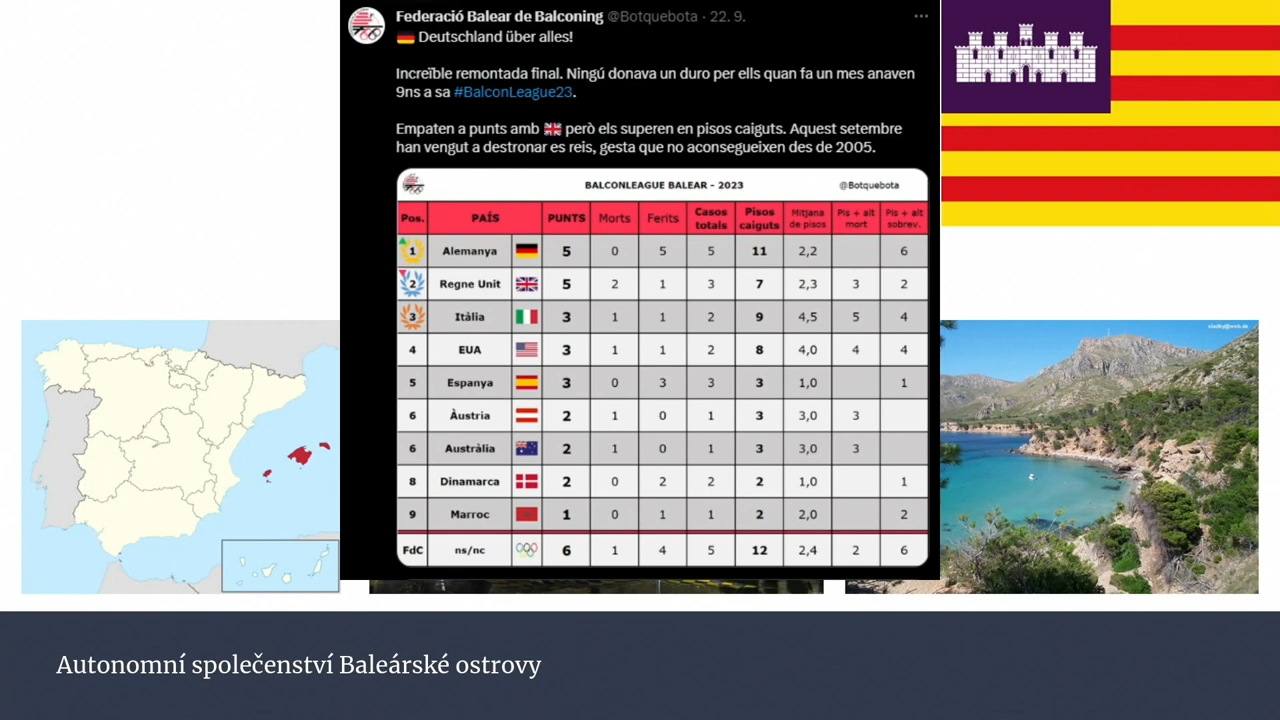 Federació Balear de Balconing @Botquebota · 22. 9.
Deutschland über alles!
Increïble remontada final. Ningú donava un duro per ells quan fa un mes anaven
9ns a sa #BalconLeague23.
Empaten a punts amb però els superen en pisos caiguts. Aquest setembre
han vengut a destronar es reis, gesta que no aconsegueixen des de 2005.
BALCONLEAGUE BALEAR - 2023 @Botquebota
Pos. PAÍS PUNTS Morts Ferits Casos totals Pisos caiguts Mitjana de pisos Pis + alt mort Pis + alt sobrev.
1 Alemanya 5 0 5 5 11 2,2 6
2 Regne Unit 5 2 1 3 7 2,3 3 2
3 Itàlia 3 1 1 2 9 4,5 5 4
4 EUA 3 1 1 2 8 4,0 4 4
5 Espanya 3 0 3 3 3 1,0 1
6 Àustria 2 1 0 1 3 3,0 3
6 Austràlia 2 1 0 1 3 3,0 3
8 Dinamarca 2 0 2 2 2 1,0 1
9 Marroc 1 0 1 1 2 2,0 2
FdC ns/nc 6 1 4 5 12 2,4 2 6
Autonomní společenství Baleárské ostrovy